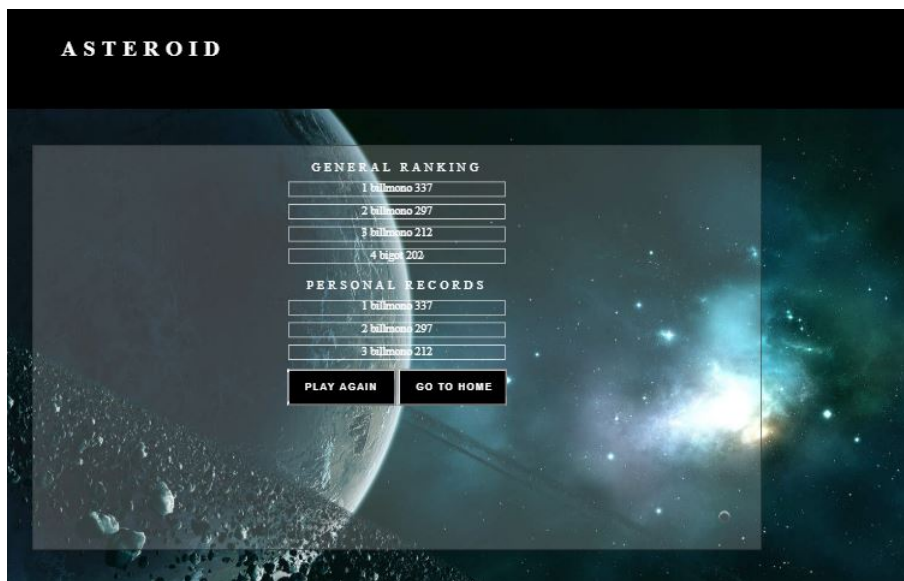 ASTEROID
GENERAL RANKING
1 billmono 337
2 billmono 297
3 billmono 212
4 bigot 202
PERSONAL RECORDS
1 billmono 337
2 billmono 297
3 billmono 212
PLAY AGAIN GO TO HOME